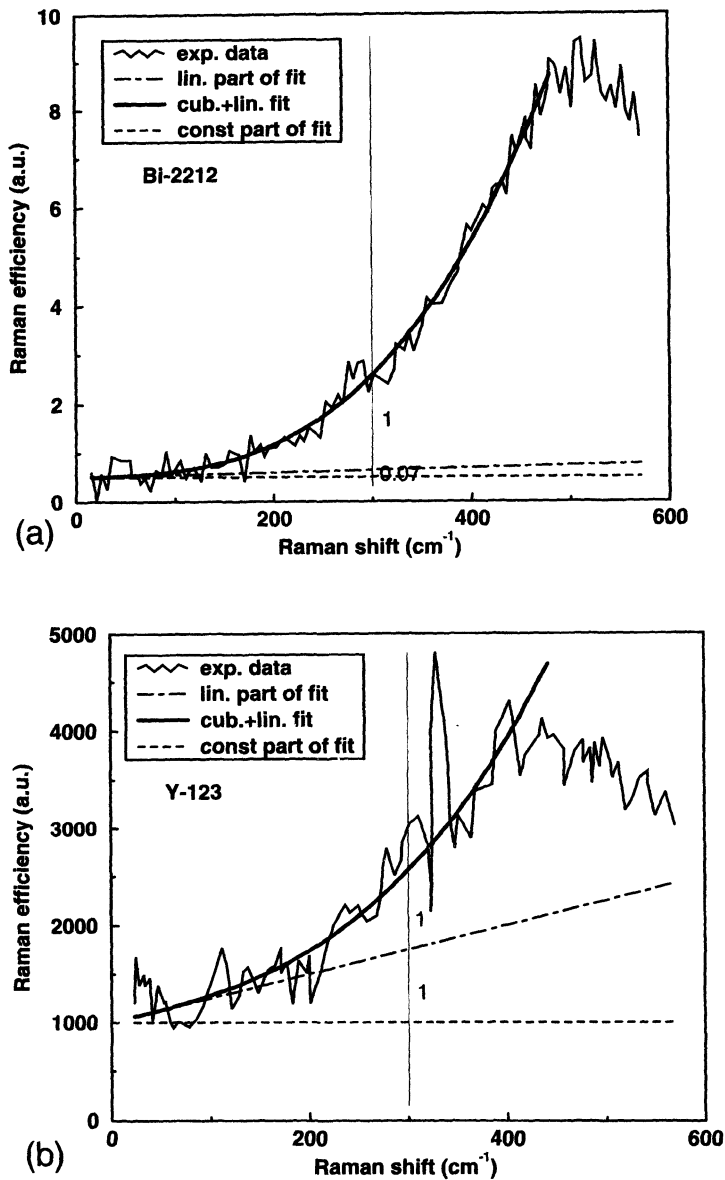 10
8
6
4
2
0
Raman efficiency (a.u.)
exp. data
lin. part of fit
cub.+lin. fit
const part of fit
Bi-2212
1
0.07
0
200
400
600
(a)
Raman shift (cm⁻¹)
5000
4000
3000
2000
1000
0
Raman efficiency (a.u.)
exp. data
lin. part of fit
cub.+lin. fit
const part of fit
Y-123
1
1
0
200
400
600
(b)
Raman shift (cm⁻¹)